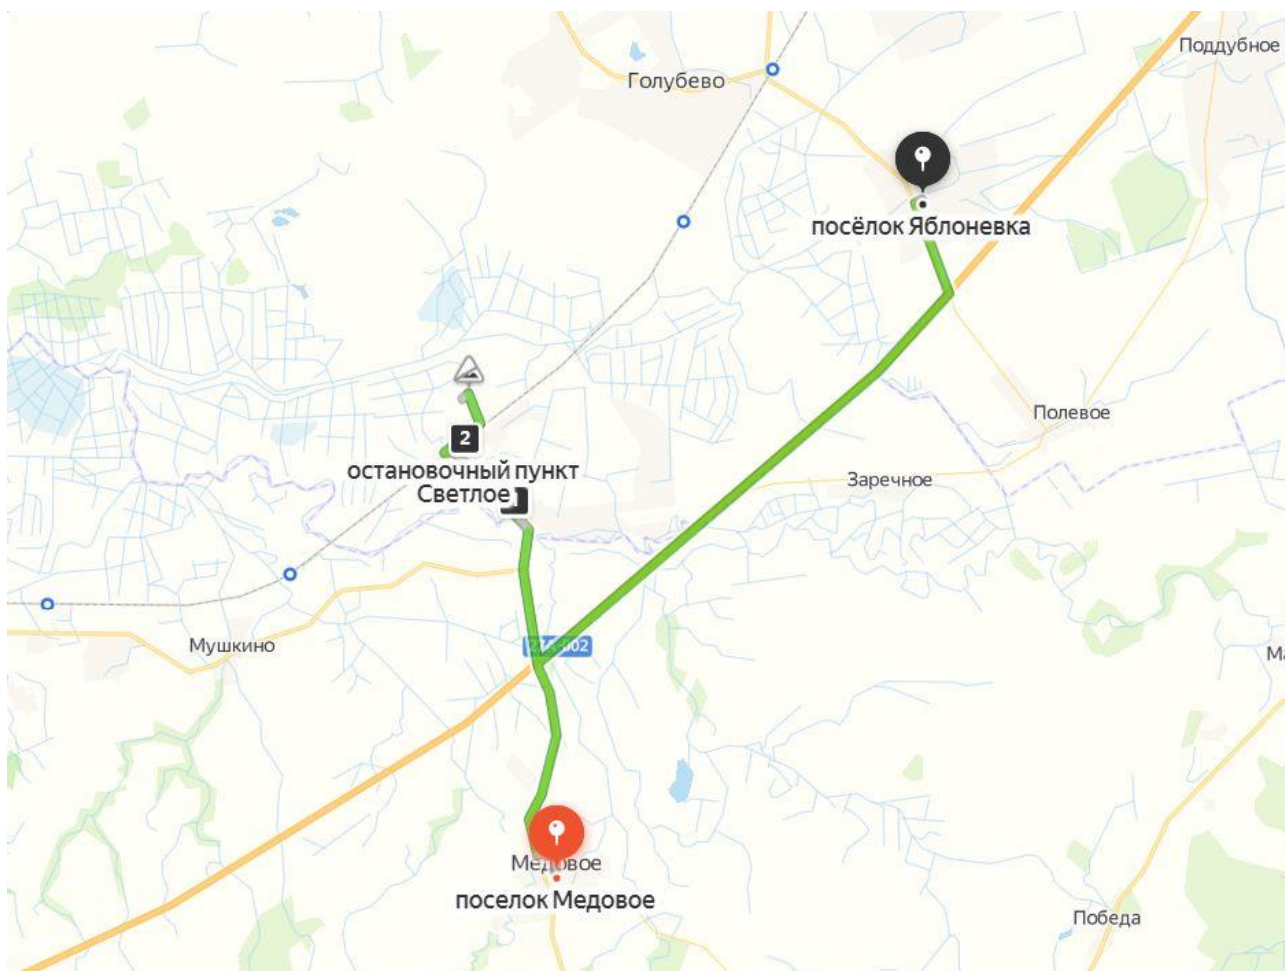 Поддубное
Голубево
посёлок Яблоневка
Полевое
2
остановочный пункт
Светлое
Заречное
Мушкино
Медовое
поселок Медовое
Победа